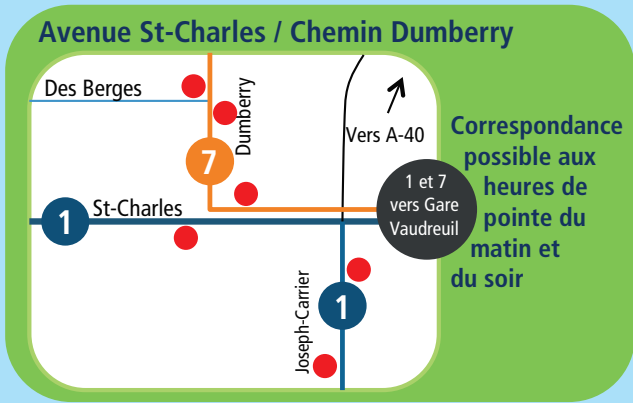 Avenue St-Charles / Chemin Dumberry
Des Berges
Dumberry
Vers A-40
7
Correspondance
possible aux
heures de
pointe du
matin et
du soir
1 et 7
vers Gare
Vaudreuil
St-Charles
1
Joseph-Carrier
1